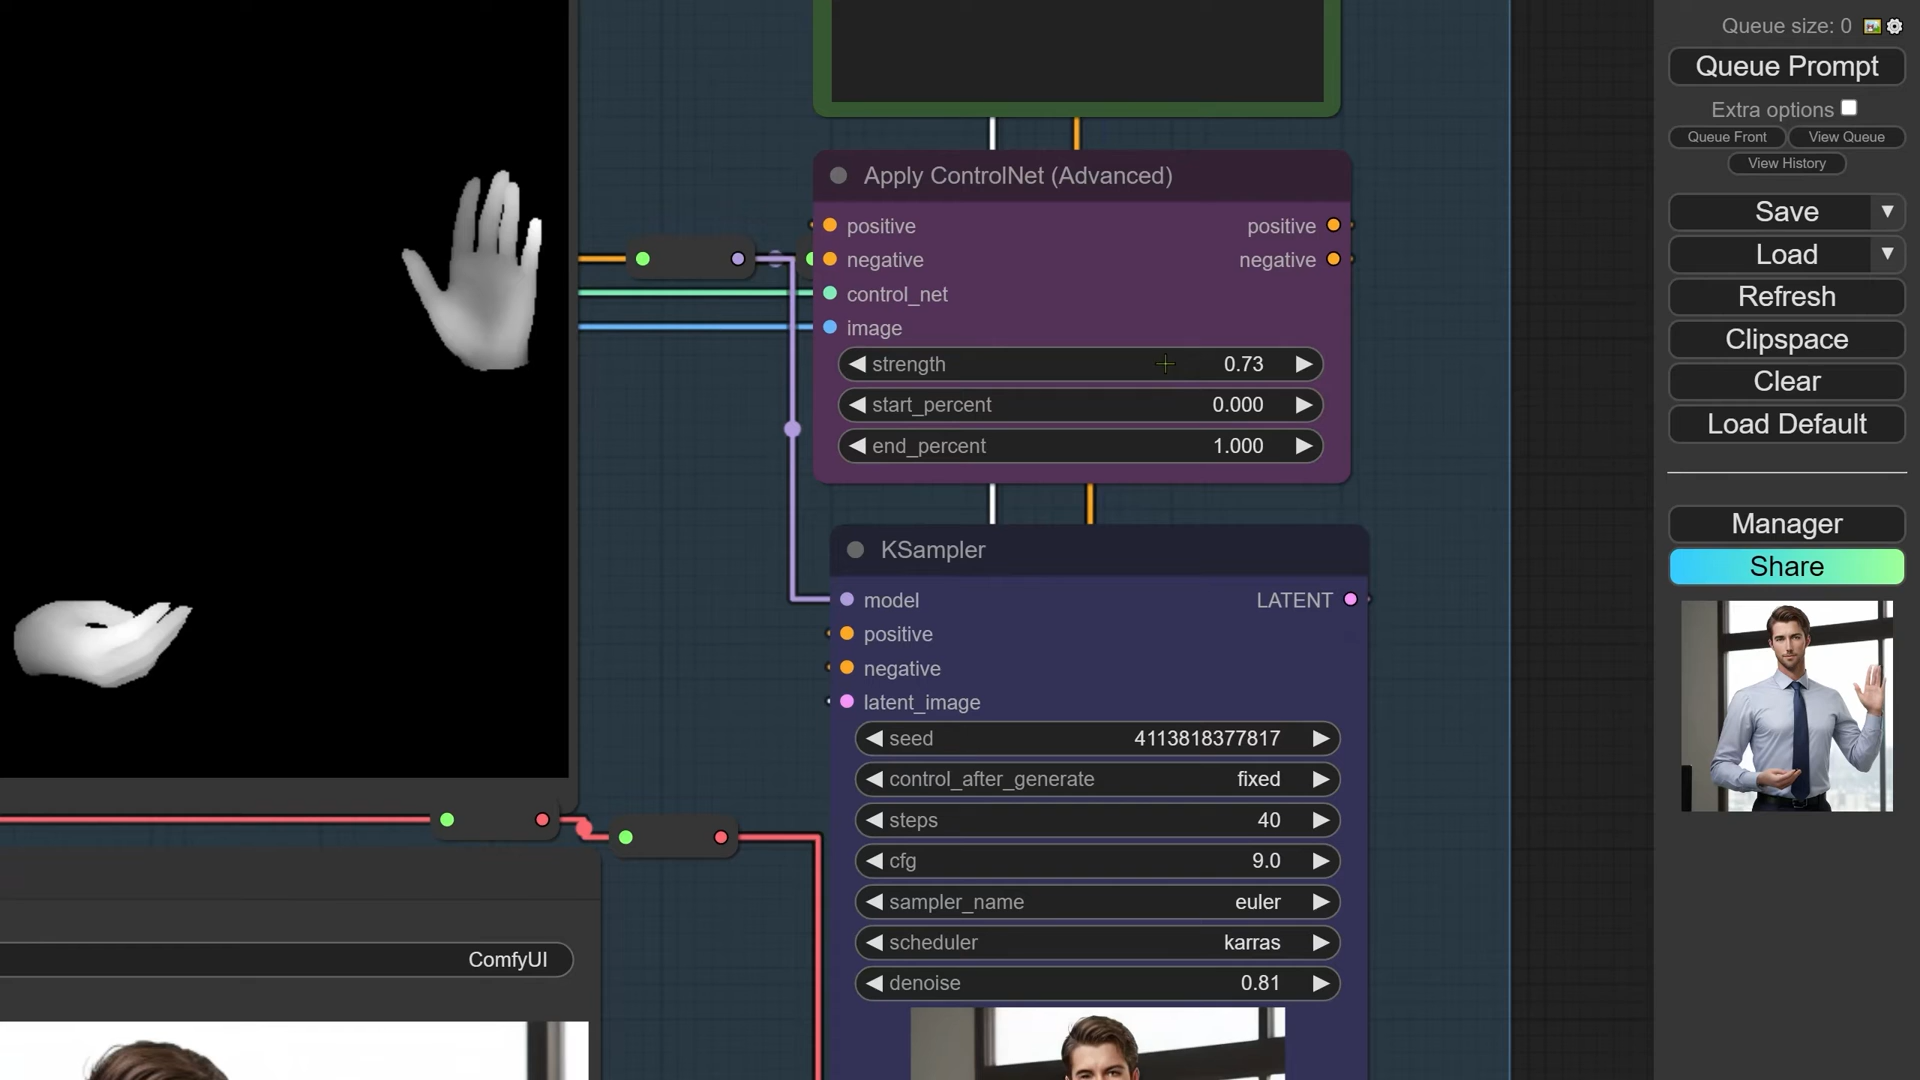 Queue size: 0
Queue Prompt
Extra options
Queue Front
View Queue
View History
Save ▼
Load ▼
Refresh
Clipspace
Clear
Load Default
Manager
Share
Apply ControlNet (Advanced)
positive
positive
negative
negative
control_net
image
◀ strength 0.73 ▶
◀ start_percent 0.000 ▶
◀ end_percent 1.000 ▶
KSampler
model
LATENT
positive
negative
latent_image
◀ seed 4113818377817 ▶
◀ control_after_generate fixed ▶
◀ steps 40 ▶
◀ cfg 9.0 ▶
◀ sampler_name euler ▶
◀ scheduler karras ▶
◀ denoise 0.81 ▶
ComfyUI